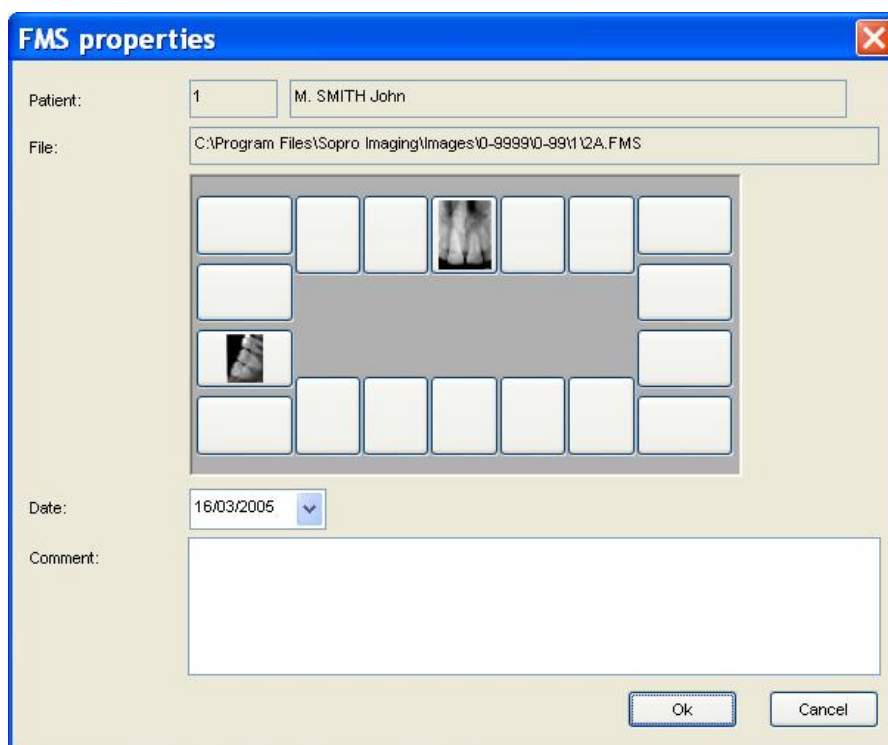 FMS properties
Patient: 1 M. SMITH John
File: C:\Program Files\Sopro Imaging\Images\0-9999\0-99\1\2A.FMS
Date: 16/03/2005
Comment:
Ok Cancel